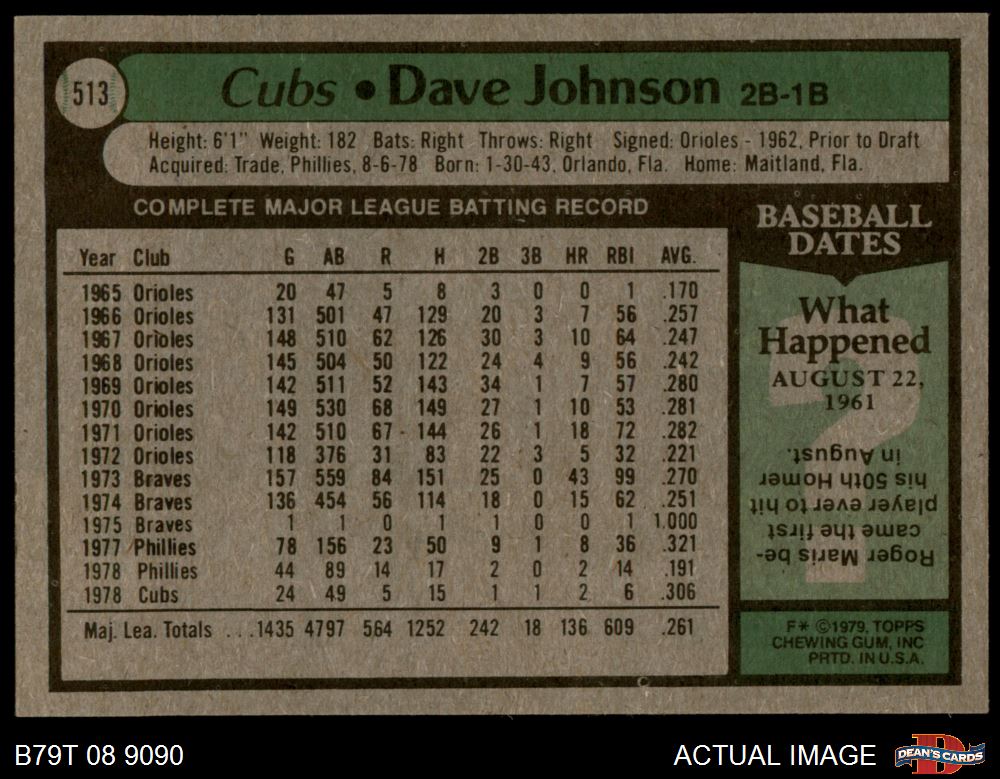 513
Cubs • Dave Johnson 2B-1B
Height: 6'1" Weight: 182 Bats: Right Throws: Right Signed: Orioles - 1962, Prior to Draft
Acquired: Trade, Phillies, 8-6-78 Born: 1-30-43, Orlando, Fla. Home: Maitland, Fla.
COMPLETE MAJOR LEAGUE BATTING RECORD
Year Club G AB R H 2B 3B HR RBI AVG.
1965 Orioles 20 47 5 8 3 0 0 1 .170
1966 Orioles 131 501 47 129 20 3 7 56 .257
1967 Orioles 148 510 62 126 30 3 10 64 .247
1968 Orioles 145 504 50 122 24 4 9 56 .242
1969 Orioles 142 511 52 143 34 1 7 57 .280
1970 Orioles 149 530 68 149 27 1 10 53 .281
1971 Orioles 142 510 67 144 26 1 18 72 .282
1972 Orioles 118 376 31 83 22 3 5 32 .221
1973 Braves 157 559 84 151 25 0 43 99 .270
1974 Braves 136 454 56 114 18 0 15 62 .251
1975 Braves 1 1 0 1 1 0 0 1 1.000
1977 Phillies 78 156 23 50 9 1 8 36 .321
1978 Phillies 44 89 14 17 2 0 2 14 .191
1978 Cubs 24 49 5 15 1 1 2 6 .306
Maj. Lea. Totals ...1435 4797 564 1252 242 18 136 609 .261
BASEBALL
DATES
What
Happened
AUGUST 22,
1961
Roger Maris be-
came the first
player ever to hit
his 50th Homer
in August.
F* ©1979, TOPPS
CHEWING GUM, INC
PRTD. IN U.S.A.
B79T 08 9090
ACTUAL IMAGE
DEAN'S CARDS